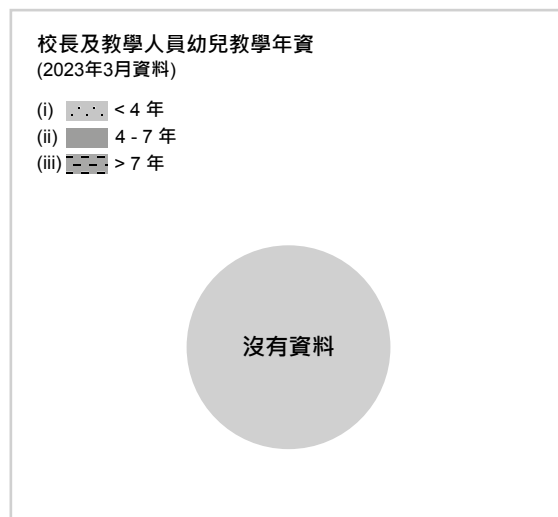 校長及教學人員幼兒教學年資
(2023年3月資料)
(i) < 4 年
(ii) 4 - 7 年
(iii) > 7 年
沒有資料